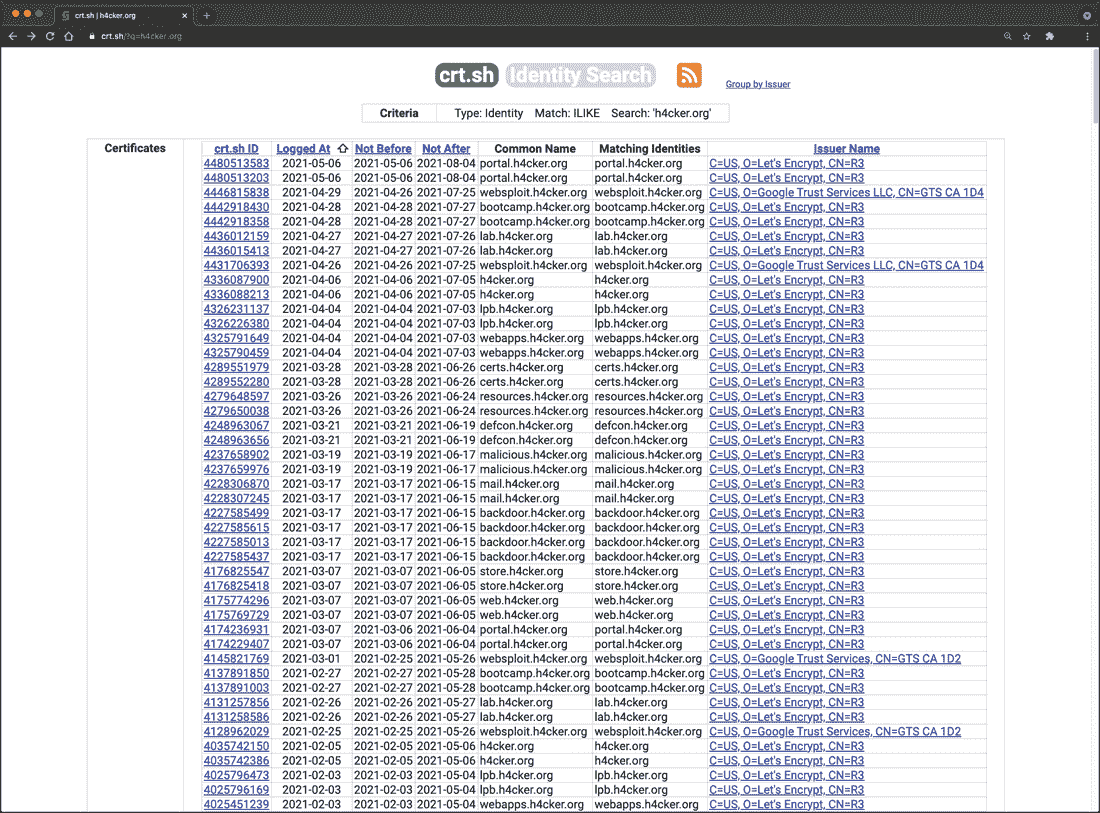 crt.sh | h4cker.org
crt.sh/?q=h4cker.org
crt.sh Identity Search Group by Issuer
Criteria Type: Identity Match: ILIKE Search: 'h4cker.org'
Certificates crt.sh ID Logged At ⇧ Not Before Not After Common Name Matching Identities Issuer Name
4480513583 2021-05-06 2021-05-06 2021-08-04 portal.h4cker.org portal.h4cker.org C=US, O=Let's Encrypt, CN=R3
4480513203 2021-05-06 2021-05-06 2021-08-04 portal.h4cker.org portal.h4cker.org C=US, O=Let's Encrypt, CN=R3
4446815838 2021-04-29 2021-04-26 2021-07-25 websploit.h4cker.org websploit.h4cker.org C=US, O=Google Trust Services LLC, CN=GTS CA 1D4
4442918430 2021-04-28 2021-04-28 2021-07-27 bootcamp.h4cker.org bootcamp.h4cker.org C=US, O=Let's Encrypt, CN=R3
4442918358 2021-04-28 2021-04-28 2021-07-27 bootcamp.h4cker.org bootcamp.h4cker.org C=US, O=Let's Encrypt, CN=R3
4436012159 2021-04-27 2021-04-27 2021-07-26 lab.h4cker.org lab.h4cker.org C=US, O=Let's Encrypt, CN=R3
4436015413 2021-04-27 2021-04-27 2021-07-26 lab.h4cker.org lab.h4cker.org C=US, O=Let's Encrypt, CN=R3
4431706393 2021-04-26 2021-04-26 2021-07-25 websploit.h4cker.org websploit.h4cker.org C=US, O=Google Trust Services LLC, CN=GTS CA 1D4
4336087900 2021-04-06 2021-04-06 2021-07-05 h4cker.org h4cker.org C=US, O=Let's Encrypt, CN=R3
4336088213 2021-04-06 2021-04-06 2021-07-05 h4cker.org h4cker.org C=US, O=Let's Encrypt, CN=R3
4326231137 2021-04-04 2021-04-04 2021-07-03 lpb.h4cker.org lpb.h4cker.org C=US, O=Let's Encrypt, CN=R3
4326226380 2021-04-04 2021-04-04 2021-07-03 lpb.h4cker.org lpb.h4cker.org C=US, O=Let's Encrypt, CN=R3
4325791649 2021-04-04 2021-04-04 2021-07-03 webapps.h4cker.org webapps.h4cker.org C=US, O=Let's Encrypt, CN=R3
4325790459 2021-04-04 2021-04-04 2021-07-03 webapps.h4cker.org webapps.h4cker.org C=US, O=Let's Encrypt, CN=R3
4289551979 2021-03-28 2021-03-28 2021-06-26 certs.h4cker.org certs.h4cker.org C=US, O=Let's Encrypt, CN=R3
4289552280 2021-03-28 2021-03-28 2021-06-26 certs.h4cker.org certs.h4cker.org C=US, O=Let's Encrypt, CN=R3
4279648597 2021-03-26 2021-03-26 2021-06-24 resources.h4cker.org resources.h4cker.org C=US, O=Let's Encrypt, CN=R3
4279650038 2021-03-26 2021-03-26 2021-06-24 resources.h4cker.org resources.h4cker.org C=US, O=Let's Encrypt, CN=R3
4248963067 2021-03-21 2021-03-21 2021-06-19 defcon.h4cker.org defcon.h4cker.org C=US, O=Let's Encrypt, CN=R3
4248963656 2021-03-21 2021-03-21 2021-06-19 defcon.h4cker.org defcon.h4cker.org C=US, O=Let's Encrypt, CN=R3
4237658902 2021-03-19 2021-03-19 2021-06-17 malicious.h4cker.org malicious.h4cker.org C=US, O=Let's Encrypt, CN=R3
4237659976 2021-03-19 2021-03-19 2021-06-17 malicious.h4cker.org malicious.h4cker.org C=US, O=Let's Encrypt, CN=R3
4228306870 2021-03-17 2021-03-17 2021-06-15 mail.h4cker.org mail.h4cker.org C=US, O=Let's Encrypt, CN=R3
4228307245 2021-03-17 2021-03-17 2021-06-15 mail.h4cker.org mail.h4cker.org C=US, O=Let's Encrypt, CN=R3
4227585499 2021-03-17 2021-03-17 2021-06-15 backdoor.h4cker.org backdoor.h4cker.org C=US, O=Let's Encrypt, CN=R3
4227585615 2021-03-17 2021-03-17 2021-06-15 backdoor.h4cker.org backdoor.h4cker.org C=US, O=Let's Encrypt, CN=R3
4227585013 2021-03-17 2021-03-17 2021-06-15 backdoor.h4cker.org backdoor.h4cker.org C=US, O=Let's Encrypt, CN=R3
4227585437 2021-03-17 2021-03-17 2021-06-15 backdoor.h4cker.org backdoor.h4cker.org C=US, O=Let's Encrypt, CN=R3
4176825547 2021-03-07 2021-03-07 2021-06-05 store.h4cker.org store.h4cker.org C=US, O=Let's Encrypt, CN=R3
4176825418 2021-03-07 2021-03-07 2021-06-05 store.h4cker.org store.h4cker.org C=US, O=Let's Encrypt, CN=R3
4175774296 2021-03-07 2021-03-07 2021-06-05 web.h4cker.org web.h4cker.org C=US, O=Let's Encrypt, CN=R3
4175769729 2021-03-07 2021-03-07 2021-06-05 web.h4cker.org web.h4cker.org C=US, O=Let's Encrypt, CN=R3
4174236931 2021-03-07 2021-03-06 2021-06-04 portal.h4cker.org portal.h4cker.org C=US, O=Let's Encrypt, CN=R3
4174229407 2021-03-07 2021-03-06 2021-06-04 portal.h4cker.org portal.h4cker.org C=US, O=Let's Encrypt, CN=R3
4145821769 2021-03-01 2021-02-25 2021-05-26 websploit.h4cker.org websploit.h4cker.org C=US, O=Google Trust Services, CN=GTS CA 1D2
4137891850 2021-02-27 2021-02-27 2021-05-28 bootcamp.h4cker.org bootcamp.h4cker.org C=US, O=Let's Encrypt, CN=R3
4137891003 2021-02-27 2021-02-27 2021-05-28 bootcamp.h4cker.org bootcamp.h4cker.org C=US, O=Let's Encrypt, CN=R3
4131257856 2021-02-26 2021-02-26 2021-05-27 lab.h4cker.org lab.h4cker.org C=US, O=Let's Encrypt, CN=R3
4131258586 2021-02-26 2021-02-26 2021-05-27 lab.h4cker.org lab.h4cker.org C=US, O=Let's Encrypt, CN=R3
4128962029 2021-02-25 2021-02-25 2021-05-26 websploit.h4cker.org websploit.h4cker.org C=US, O=Google Trust Services, CN=GTS CA 1D2
4035742150 2021-02-05 2021-02-05 2021-05-06 h4cker.org h4cker.org C=US, O=Let's Encrypt, CN=R3
4035742386 2021-02-05 2021-02-05 2021-05-06 h4cker.org h4cker.org C=US, O=Let's Encrypt, CN=R3
4025796473 2021-02-03 2021-02-03 2021-05-04 lpb.h4cker.org lpb.h4cker.org C=US, O=Let's Encrypt, CN=R3
4025796169 2021-02-03 2021-02-03 2021-05-04 lpb.h4cker.org lpb.h4cker.org C=US, O=Let's Encrypt, CN=R3
4025451239 2021-02-03 2021-02-03 2021-05-04 webapps.h4cker.org webapps.h4cker.org C=US, O=Let's Encrypt, CN=R3